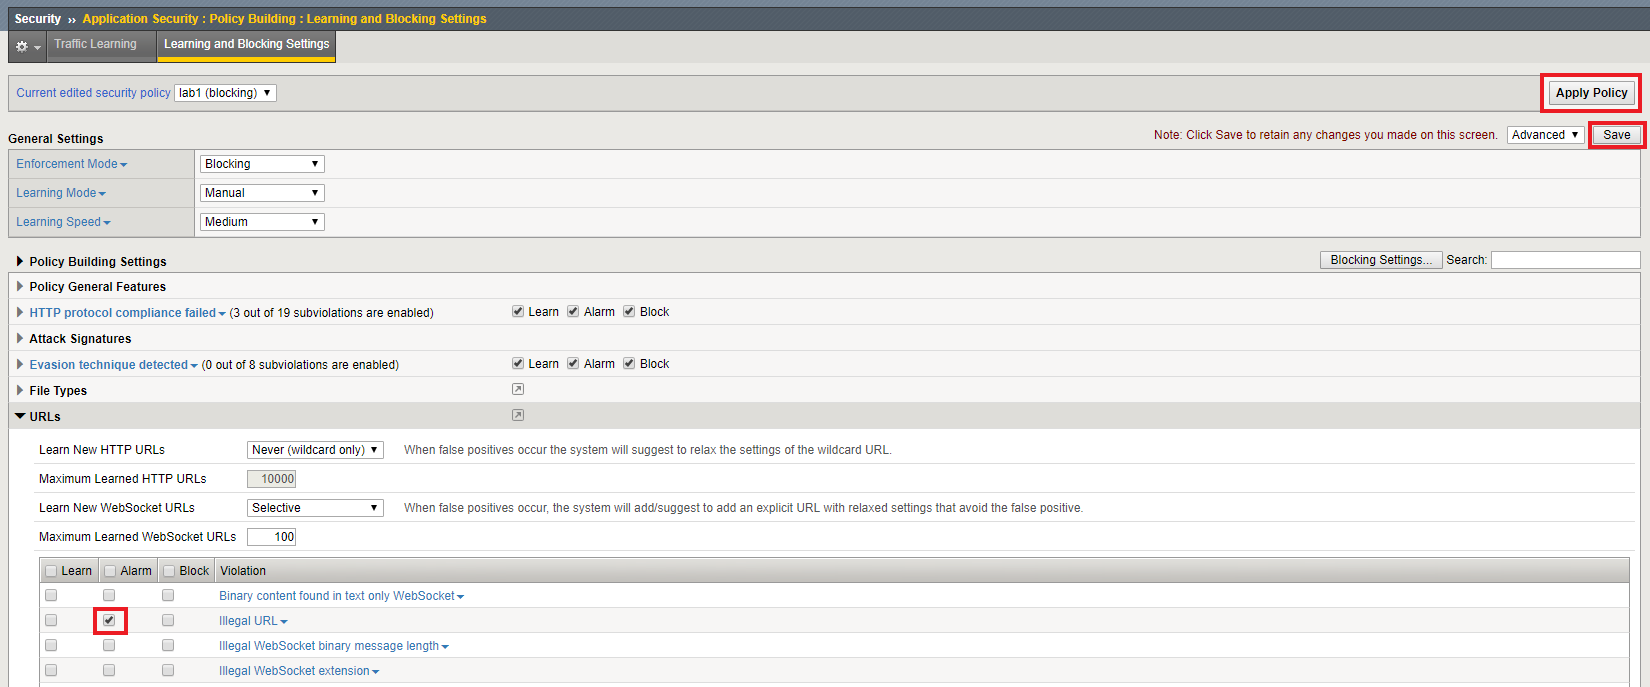 Security ›› Application Security : Policy Building : Learning and Blocking Settings
Traffic Learning Learning and Blocking Settings
Current edited security policy lab1 (blocking) Apply Policy
General Settings Note: Click Save to retain any changes you made on this screen. Advanced Save
Enforcement Mode Blocking
Learning Mode Manual
Learning Speed Medium
Policy Building Settings Blocking Settings... Search:
Policy General Features
HTTP protocol compliance failed (3 out of 19 subviolations are enabled) Learn Alarm Block
Attack Signatures
Evasion technique detected (0 out of 8 subviolations are enabled) Learn Alarm Block
File Types
URLs
Learn New HTTP URLs Never (wildcard only) When false positives occur the system will suggest to relax the settings of the wildcard URL.
Maximum Learned HTTP URLs 10000
Learn New WebSocket URLs Selective When false positives occur, the system will add/suggest to add an explicit URL with relaxed settings that avoid the false positive.
Maximum Learned WebSocket URLs 100
Learn Alarm Block Violation
Binary content found in text only WebSocket
Illegal URL
Illegal WebSocket binary message length
Illegal WebSocket extension